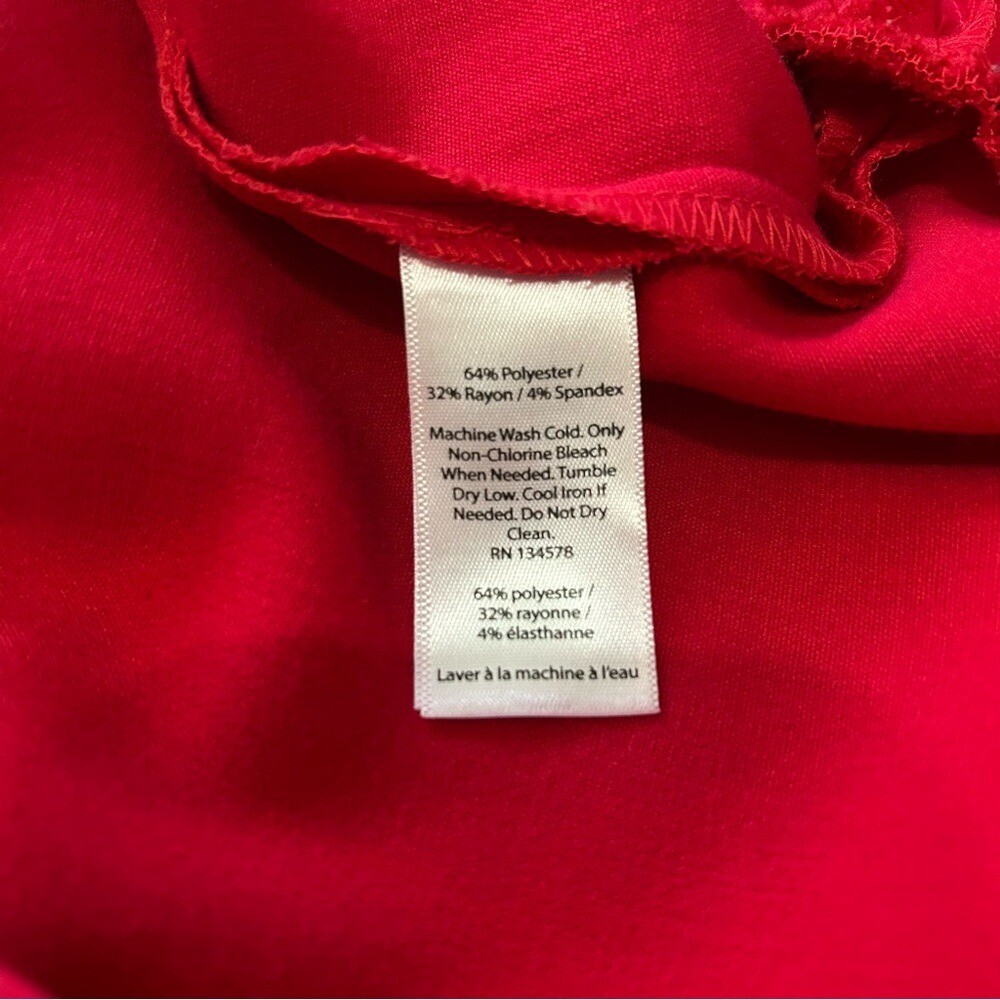 64% Polyester /
32% Rayon / 4% Spandex
Machine Wash Cold. Only
Non-Chlorine Bleach
When Needed. Tumble
Dry Low. Cool Iron If
Needed. Do Not Dry
Clean.
RN 134578
64% polyester /
32% rayonne /
4% élasthanne
Laver à la machine à l'eau